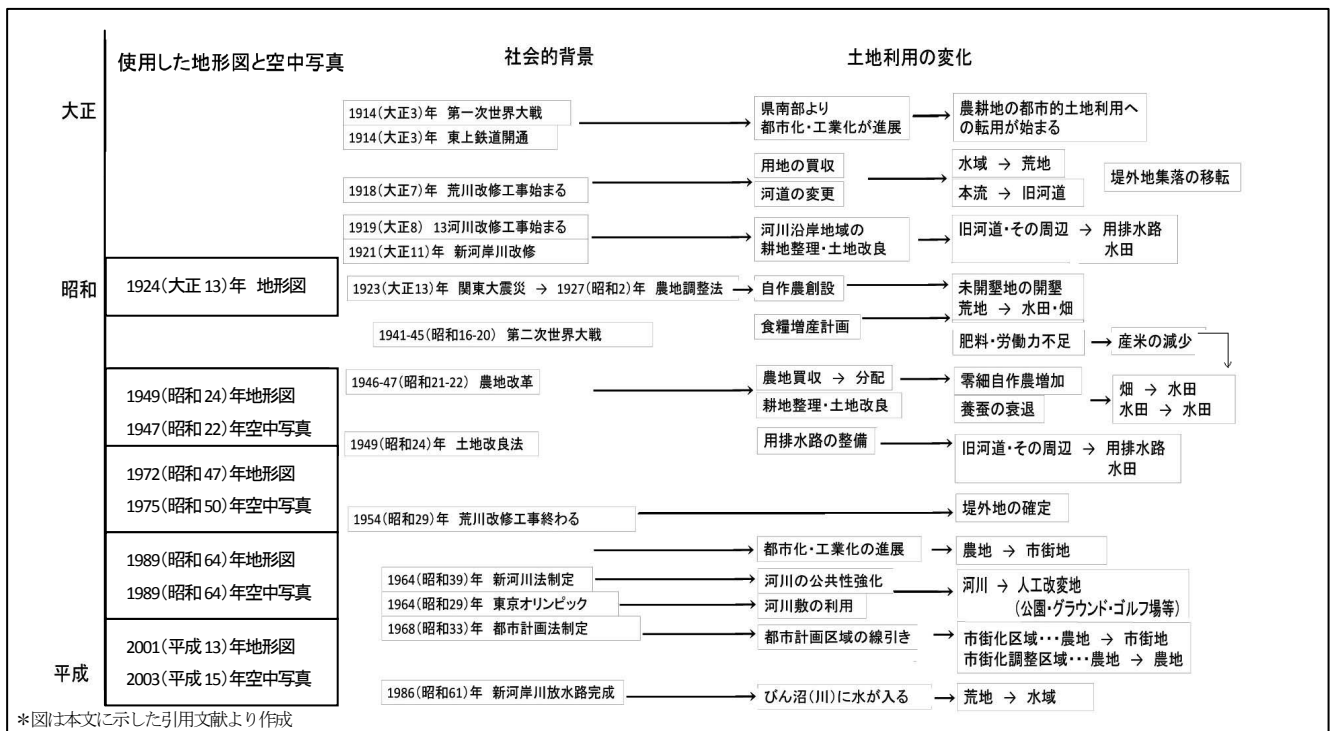 使用した地形図と空中写真 社会的背景 土地利用の変化
大正
1914(大正3)年 第一次世界大戦
1914(大正3)年 東上鉄道開通
県南部より
都市化・工業化が進展
農耕地の都市的土地利用へ
の転用が始まる
1918(大正7)年 荒川改修工事始まる
用地の買収
河道の変更
水域 → 荒地
本流 → 旧河道
堤外地集落の移転
1919(大正8) 13河川改修工事始まる
1921(大正11)年 新河岸川改修
河川沿岸地域の
耕地整理・土地改良
旧河道・その周辺 → 用排水路
水田
昭和
1924(大正13)年 地形図
1923(大正13)年 関東大震災 → 1927(昭和2)年 農地調整法
自作農創設
未開墾地の開墾
荒地 → 水田・畑
1941-45(昭和16-20) 第二次世界大戦
食糧増産計画
肥料・労働力不足 → 産米の減少
1949(昭和24)年地形図
1947(昭和22)年空中写真
1946-47(昭和21-22) 農地改革
農地買収 → 分配
耕地整理・土地改良
零細自作農増加
養蚕の衰退
畑 → 水田
水田 → 水田
1949(昭和24)年 土地改良法
用排水路の整備
旧河道・その周辺 → 用排水路
水田
1972(昭和47)年地形図
1975(昭和50)年空中写真
1954(昭和29)年 荒川改修工事終わる
堤外地の確定
1989(昭和64)年地形図
1989(昭和64)年空中写真
都市化・工業化の進展
農地 → 市街地
1964(昭和39)年 新河川法制定
河川の公共性強化
1964(昭和29)年 東京オリンピック
河川敷の利用
河川 → 人工改変地
(公園・グラウンド・ゴルフ場等)
1968(昭和33)年 都市計画法制定
都市計画区域の線引き
市街化区域・・・農地 → 市街地
市街化調整区域・・・農地 → 農地
平成
2001(平成13)年地形図
2003(平成15)年空中写真
1986(昭和61)年 新河岸川放水路完成
びん沼(川)に水が入る
荒地 → 水域
*図は本文に示した引用文献より作成